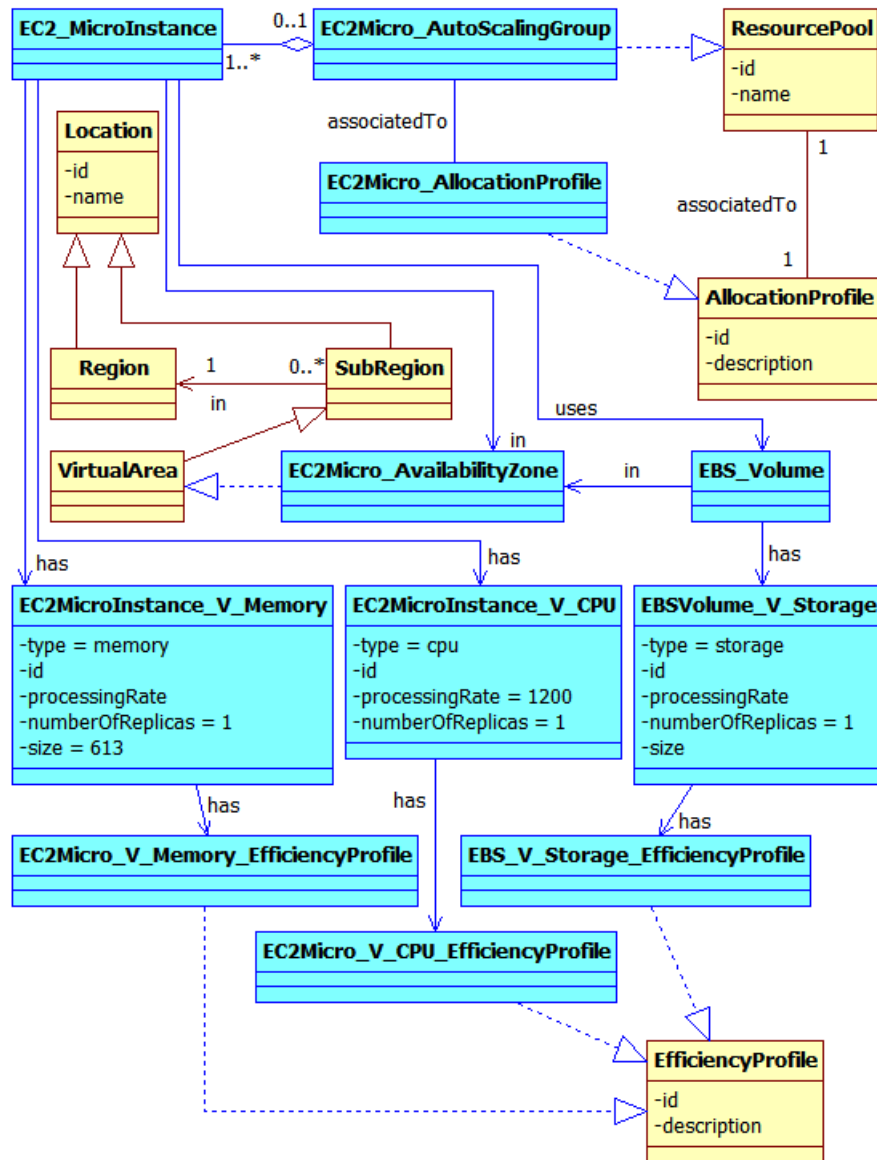 EC2_MicroInstance
0..1
1..*
EC2Micro_AutoScalingGroup
ResourcePool
-id
-name
Location
-id
-name
associatedTo
EC2Micro_AllocationProfile
1
associatedTo
1
AllocationProfile
-id
-description
Region
1
in
0..*
SubRegion
uses
in
VirtualArea
EC2Micro_AvailabilityZone
in
EBS_Volume
has
has
has
EC2MicroInstance_V_Memory
-type = memory
-id
-processingRate
-numberOfReplicas = 1
-size = 613
EC2MicroInstance_V_CPU
-type = cpu
-id
-processingRate = 1200
-numberOfReplicas = 1
EBSVolume_V_Storage
-type = storage
-id
-processingRate
-numberOfReplicas = 1
-size
has
has
has
EC2Micro_V_Memory_EfficiencyProfile
EBS_V_Storage_EfficiencyProfile
EC2Micro_V_CPU_EfficiencyProfile
EfficiencyProfile
-id
-description